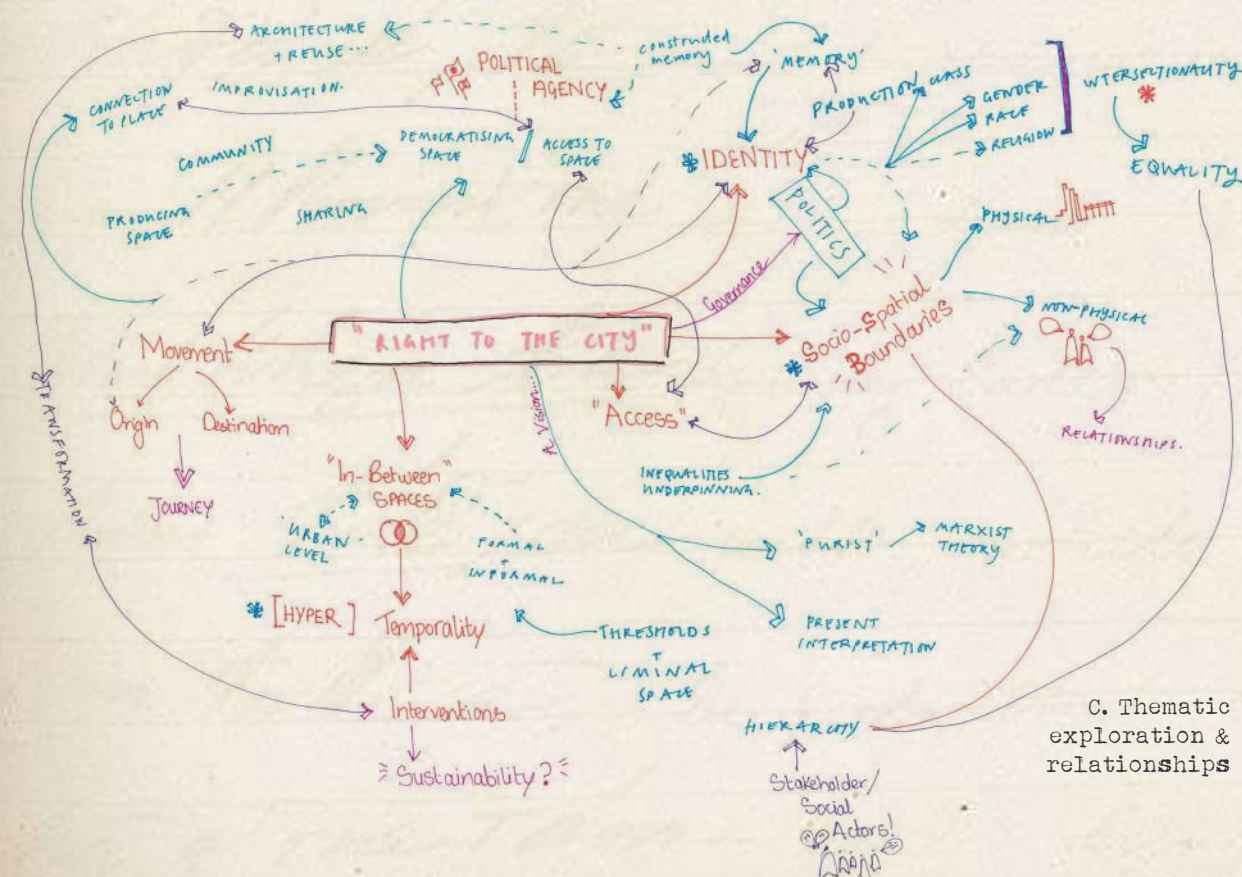 ARCHITECTURE
+ REUSE...
construded
memory
'MEMORY'
POLITICAL
AGENCY
CONNECTION
TO PLACE
IMPROVISATION.
PRODUCTION
CLASS
GENDER
RACE
RELIGION
INTERSECTIONALITY
*
EQUALITY
COMMUNITY
DEMOCRATISING
SPACE
ACCESS TO
SPACE
* IDENTITY
POLITICS
PRODUCING
SPACE
SHARING
PHYSICAL
Governance
"RIGHT TO THE CITY"
* Socio-Spatial
Boundaries
NON-PHYSICAL
RELATIONSHIPS.
Movement
Origin
Destination
JOURNEY
TRANSFORMATION
A Vision...
"Access"
"In-Between"
SPACES
INEQUALITIES
UNDERPINNING.
'URBAN
LEVEL
FORMAL
+
INFORMAL
'PURIST'
MARXIST
THEORY
* [HYPER] Temporality
THRESHOLDS
+
LIMINAL
SPACE
PRESENT
INTERPRETATION
Interventions
Sustainability?
HIERARCHY
Stakeholder/
Social
Actors!
C. Thematic
exploration &
relationships